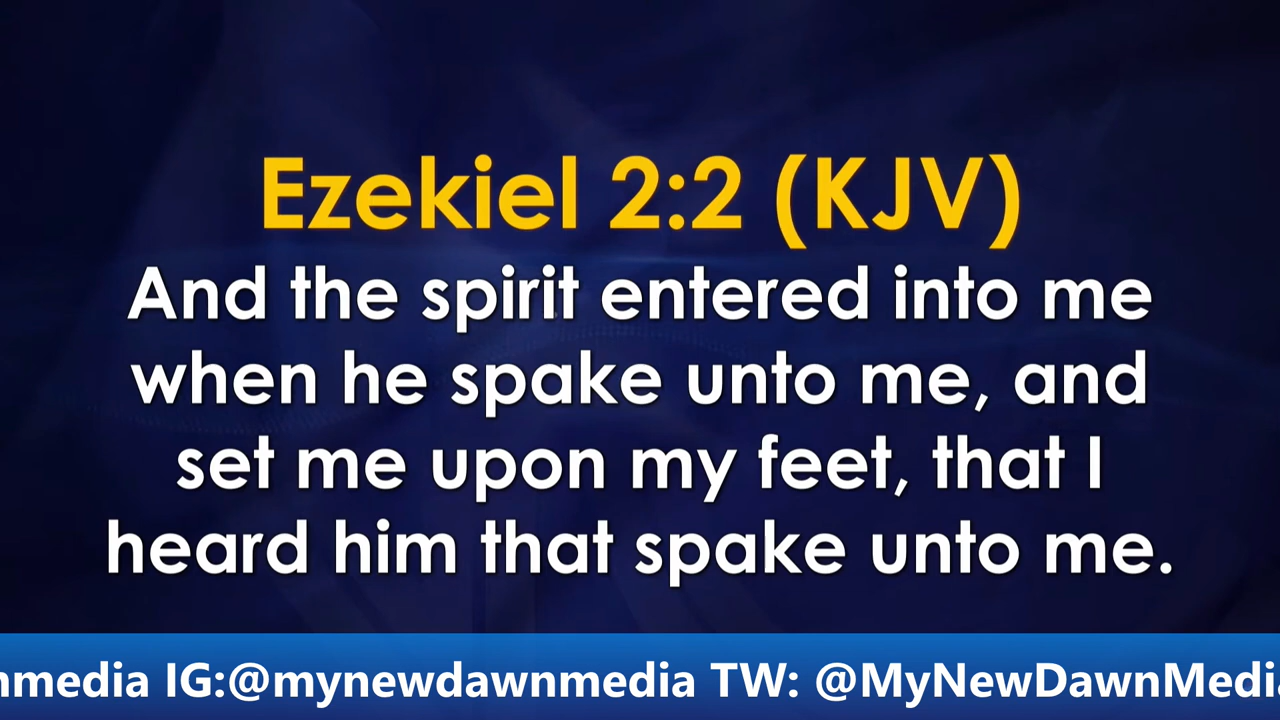 Ezekiel 2:2 (KJV)
And the spirit entered into me
when he spake unto me, and
set me upon my feet, that I
heard him that spake unto me.
nmedia IG:@mynewdawnmedia TW: @MyNewDawnMedi